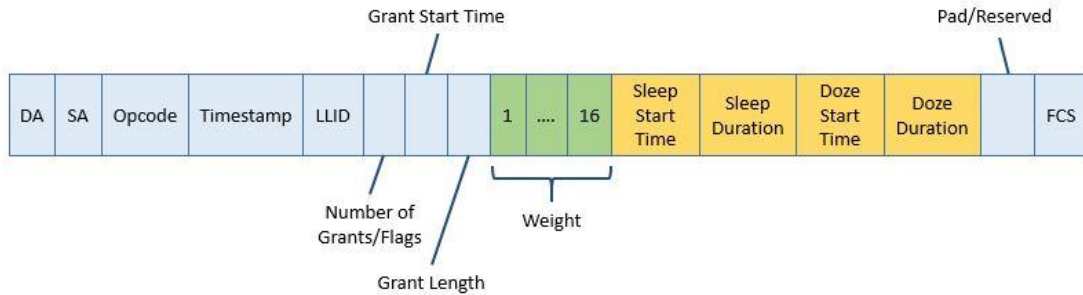 Grant Start Time
Pad/Reserved
DA
SA
Opcode
Timestamp
LLID
1
....
16
Sleep
Start
Time
Sleep
Duration
Doze
Start
Time
Doze
Duration
FCS
Number of
Grants/Flags
Weight
Grant Length